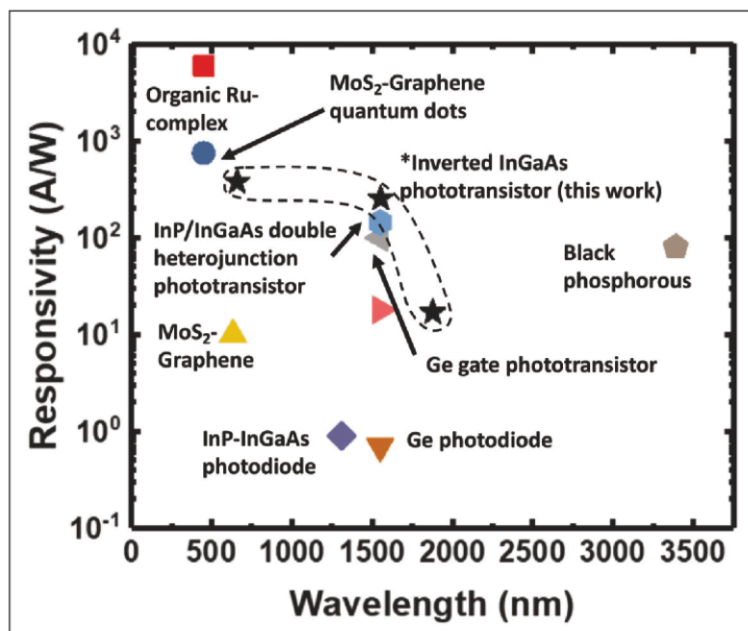 Responsivity (A/W)
10⁴
10³
10²
10¹
10⁰
10⁻¹
Organic Ru-
complex
MoS₂-Graphene
quantum dots
*Inverted InGaAs
phototransistor (this work)
InP/InGaAs double
heterojunction
phototransistor
Black
phosphorous
MoS₂-
Graphene
Ge gate phototransistor
InP-InGaAs
photodiode
Ge photodiode
0 500 1000 1500 2000 2500 3000 3500
Wavelength (nm)